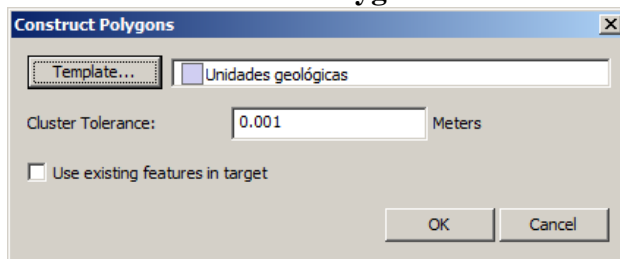 Construct Polygons
Template... Unidades geológicas
Cluster Tolerance: 0.001 Meters
Use existing features in target
OK Cancel